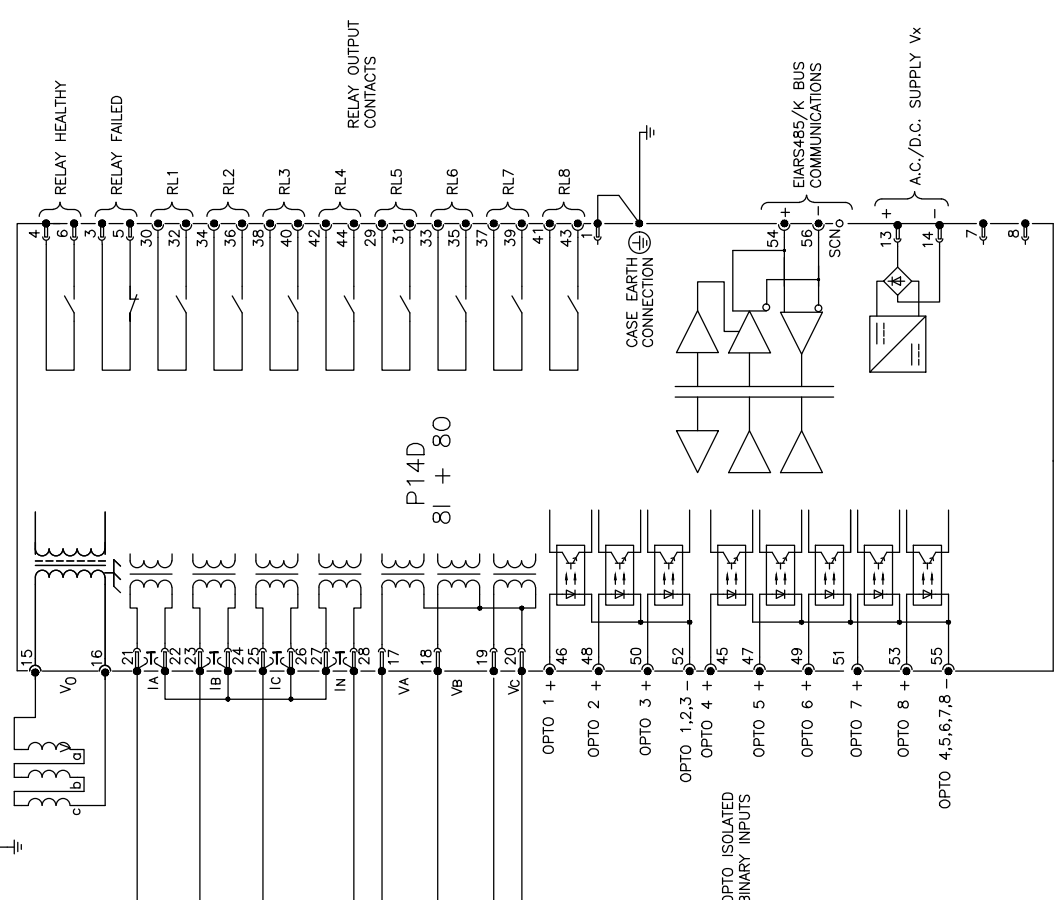 RELAY HEALTHY
RELAY FAILED
RL1
RL2
RL3
RL4
RL5
RL6
RL7
RL8
RELAY OUTPUT
CONTACTS
EIARS485/K BUS
COMMUNICATIONS
A.C./D.C. SUPPLY Vx
4
6
3
5
30
32
34
36
38
40
42
44
29
31
33
35
37
39
41
43
1
54 +
56 −
SCN
13 +
14 −
7
8
CASE EARTH
CONNECTION
P14D
81 + 80
15
16
21
22
23
24
25
26
27
28
17
18
19
20
46
48
50
52
45
47
49
51
53
55
VO
IA
IB
IC
IN
VA
VB
VC
OPTO 1 +
OPTO 2 +
OPTO 3 +
OPTO 1,2,3 −
OPTO 4 +
OPTO 5 +
OPTO 6 +
OPTO 7 +
OPTO 8 +
OPTO 4,5,6,7,8 −
a
b
c
OPTO ISOLATED
BINARY INPUTS